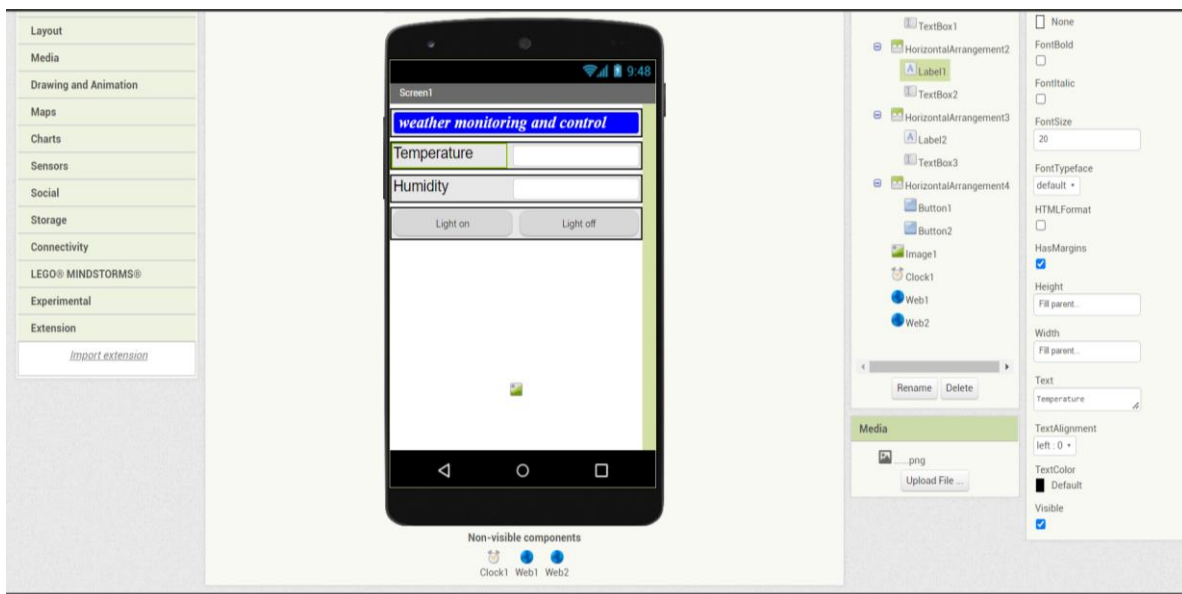 Layout
Media
Drawing and Animation
Maps
Charts
Sensors
Social
Storage
Connectivity
LEGO® MINDSTORMS®
Experimental
Extension
Import extension
9:48
Screen1
weather monitoring and control
Temperature
Humidity
Light on Light off
Non-visible components
Clock1 Web1 Web2
TextBox1
HorizontalArrangement2
Label1
TextBox2
HorizontalArrangement3
Label2
TextBox3
HorizontalArrangement4
Button1
Button2
Image1
Clock1
Web1
Web2
Rename Delete
Media
......png
Upload File ...
None
FontBold
FontItalic
FontSize
20
FontTypeface
default
HTMLFormat
HasMargins
Height
Fill parent...
Width
Fill parent...
Text
Temperature
TextAlignment
left : 0
TextColor
Default
Visible